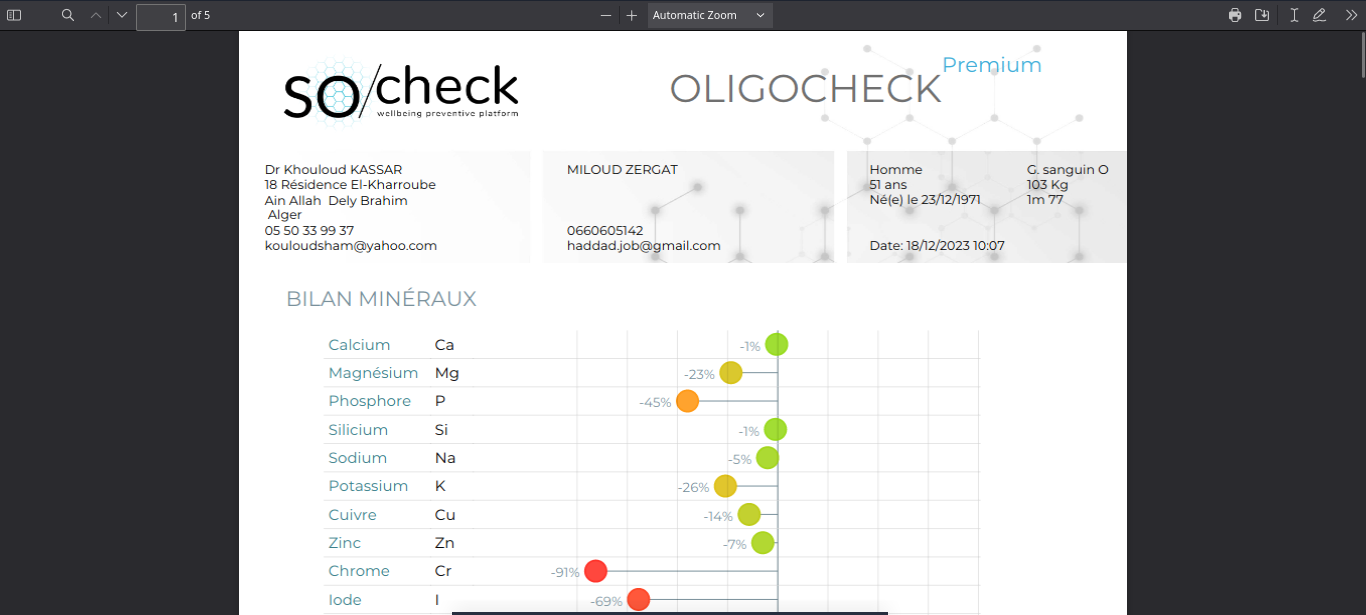 1 of 5 Automatic Zoom
SO/check
wellbeing preventive platform
OLIGOCHECK Premium
Dr Khouloud KASSAR
18 Résidence El-Kharroube
Ain Allah Dely Brahim
Alger
05 50 33 99 37
kouloudsham@yahoo.com
MILOUD ZERGAT
0660605142
haddad.job@gmail.com
Homme G. sanguin O
51 ans 103 Kg
Né(e) le 23/12/1971 1m 77
Date: 18/12/2023 10:07
BILAN MINÉRAUX
Calcium Ca -1%
Magnésium Mg -23%
Phosphore P -45%
Silicium Si -1%
Sodium Na -5%
Potassium K -26%
Cuivre Cu -14%
Zinc Zn -7%
Chrome Cr -91%
Iode I -69%